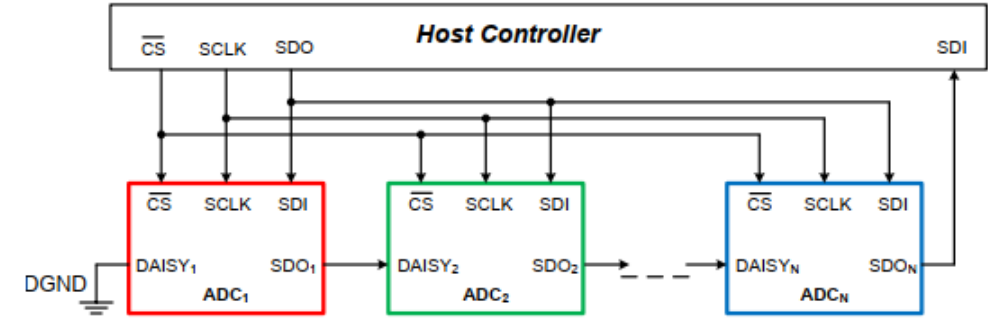 Host Controller
CS SCLK SDO SDI
CS SCLK SDI CS SCLK SDI CS SCLK SDI
DGND DAISY₁ SDO₁ DAISY₂ SDO₂ DAISYN SDON
ADC₁ ADC₂ ADCN